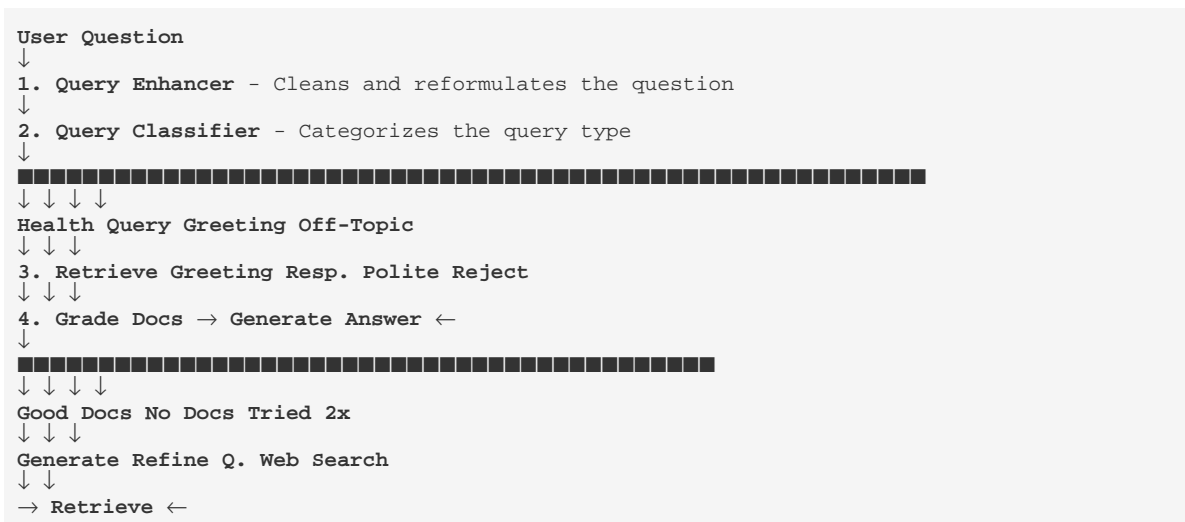 User Question
↓
1. Query Enhancer - Cleans and reformulates the question
↓
2. Query Classifier - Categorizes the query type
↓
■■■■■■■■■■■■■■■■■■■■■■■■■■■■■■■■■■■■■■■■■■■■■■■■■■■■■■■■
↓ ↓ ↓ ↓
Health Query Greeting Off-Topic
↓ ↓ ↓
3. Retrieve Greeting Resp. Polite Reject
↓ ↓ ↓
4. Grade Docs → Generate Answer ←
↓
■■■■■■■■■■■■■■■■■■■■■■■■■■■■■■■■■■■■■■■■■■■
↓ ↓ ↓ ↓
Good Docs No Docs Tried 2x
↓ ↓ ↓
Generate Refine Q. Web Search
↓ ↓
→ Retrieve ←